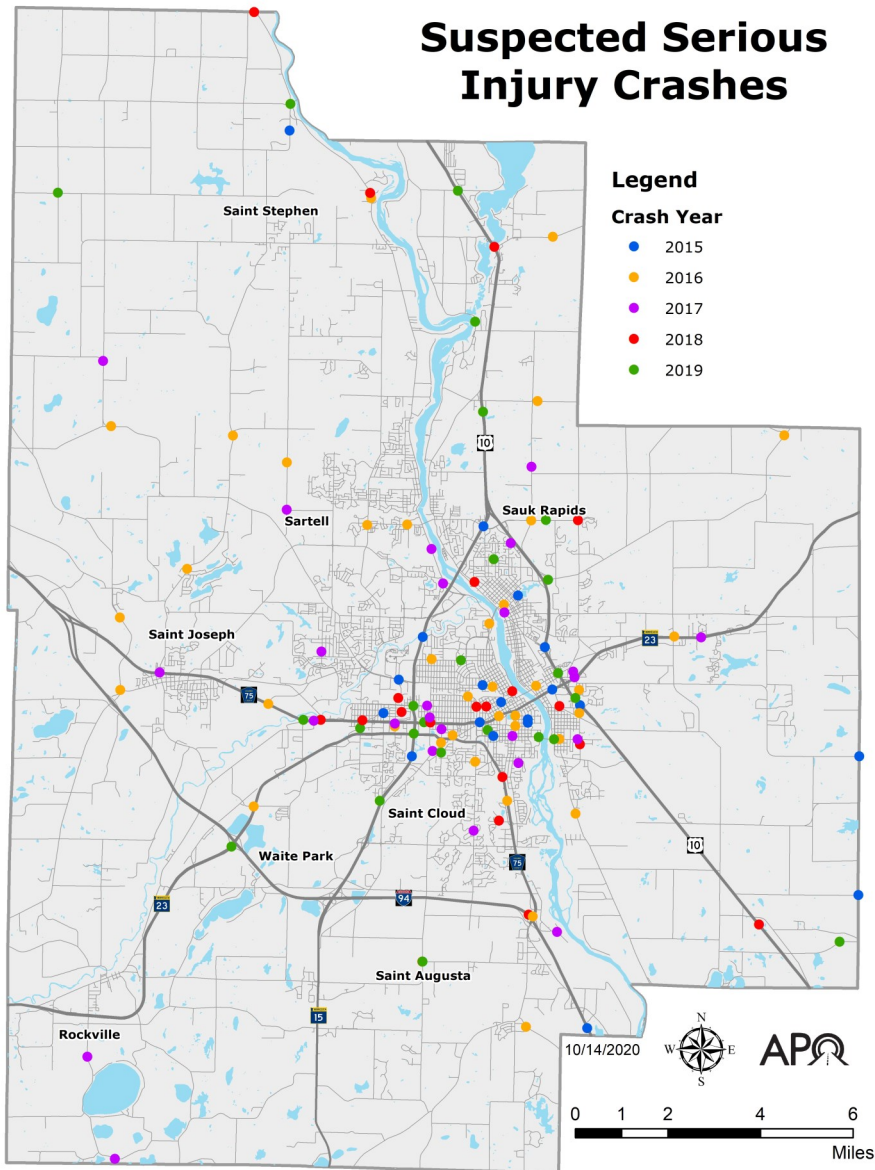 Suspected Serious
Injury Crashes
Legend
Crash Year
2015
2016
2017
2018
2019
Saint Stephen
10
Sauk Rapids
Sartell
23
Saint Joseph
75
Saint Cloud
Waite Park
10
75
94
23
Saint Augusta
15
Rockville
10/14/2020
N
W
E
S
APO
0 1 2 4 6
Miles